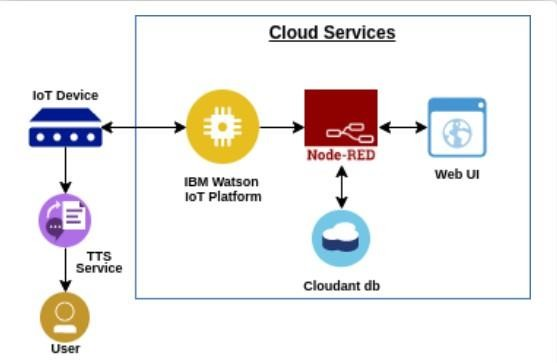 Cloud Services
IoT Device
IBM Watson
IoT Platform
Node-RED
Web UI
TTS
Service
Cloudant db
User